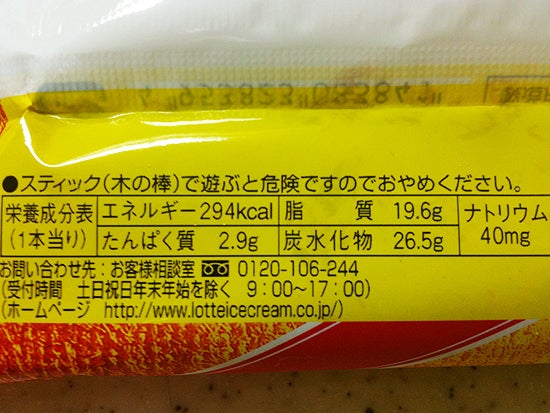 ●スティック(木の棒)で遊ぶと危険ですのでおやめください。
栄養成分表 エネルギー294kcal 脂 質 19.6g ナトリウム
(1本当り) たんぱく質 2.9g 炭水化物 26.5g 40mg
お問い合わせ先:お客様相談室 0120-106-244
(受付時間 土日祝日年末年始を除く 9:00〜17:00)
(ホームページ http://www.lotteicecream.co.jp/)